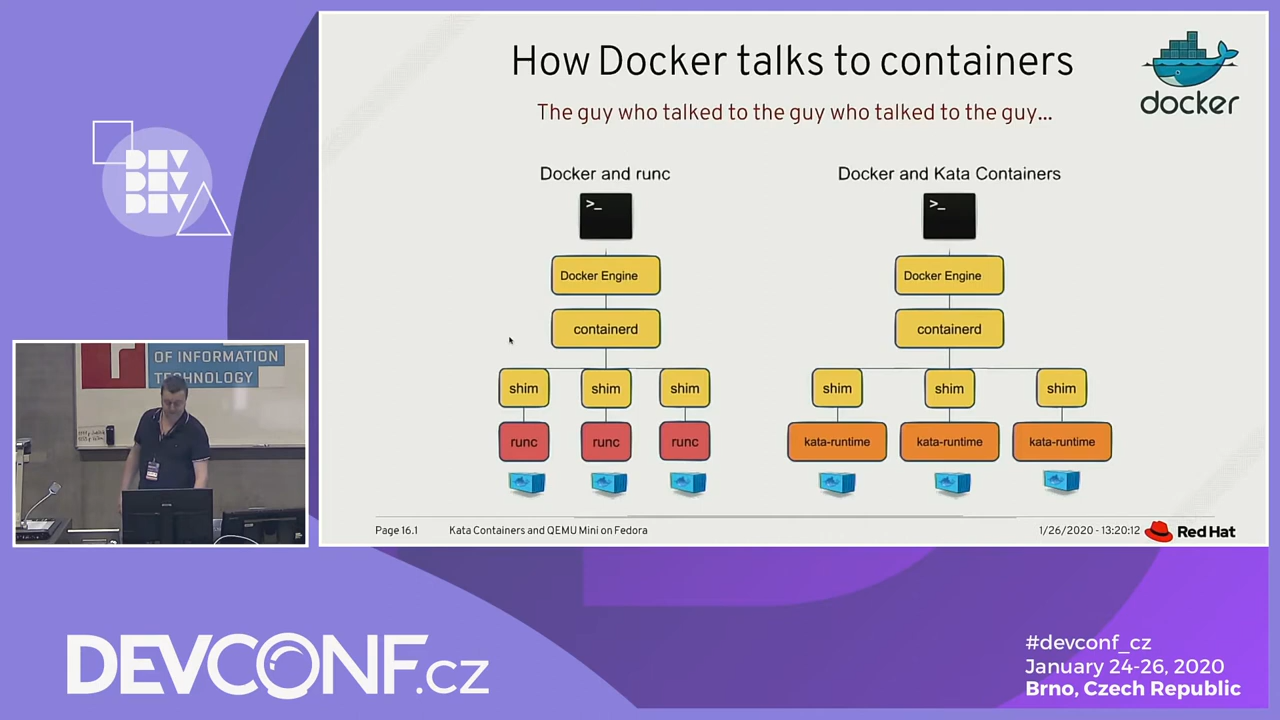 How Docker talks to containers
docker
The guy who talked to the guy who talked to the guy...
Docker and runc
Docker and Kata Containers
>_
>_
Docker Engine
Docker Engine
containerd
containerd
shim
shim
shim
shim
shim
shim
runc
runc
runc
kata-runtime
kata-runtime
kata-runtime
Page 16.1
Kata Containers and QEMU Mini on Fedora
1/26/2020 - 13:20:12
Red Hat
DEV
DEV
DEV
OF INFORMATION
TECHNOLOGY
DEVCONF.cz
#devconf_cz
January 24-26, 2020
Brno, Czech Republic